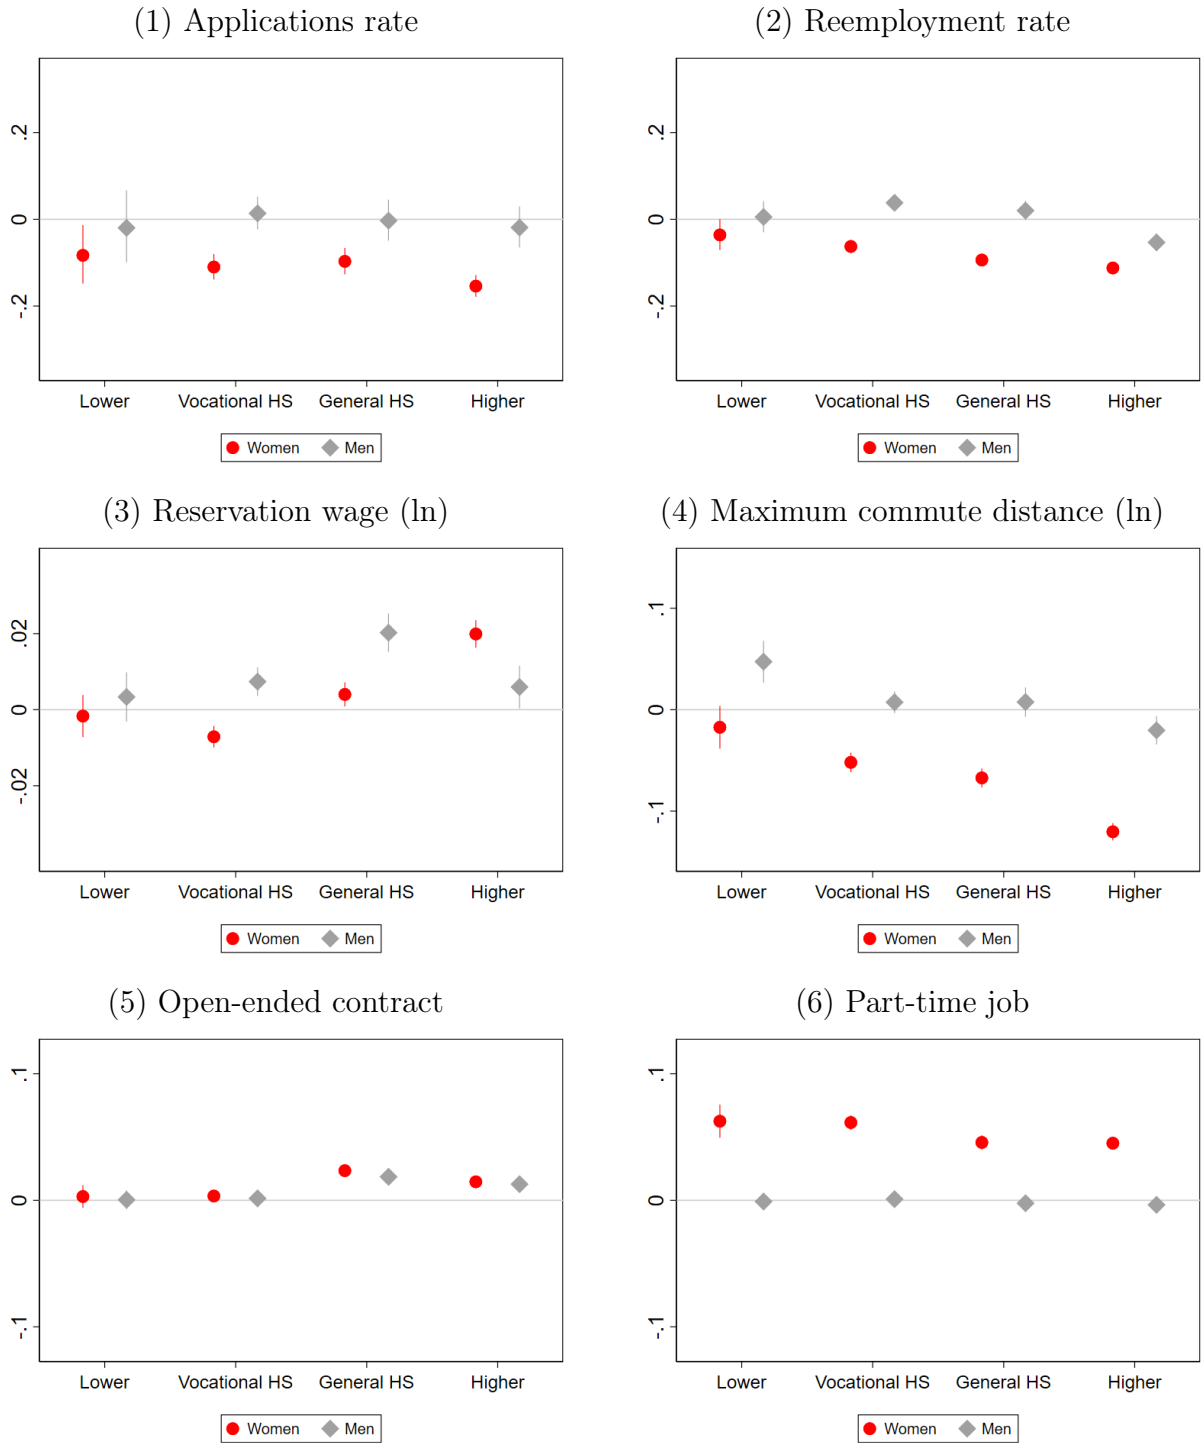 (1) Applications rate
.2
0
-.2
Lower Vocational HS General HS Higher
Women Men
(2) Reemployment rate
.2
0
-.2
Lower Vocational HS General HS Higher
Women Men
(3) Reservation wage (ln)
.02
0
-.02
Lower Vocational HS General HS Higher
Women Men
(4) Maximum commute distance (ln)
.1
0
-.1
Lower Vocational HS General HS Higher
Women Men
(5) Open-ended contract
.1
0
-.1
Lower Vocational HS General HS Higher
Women Men
(6) Part-time job
.1
0
-.1
Lower Vocational HS General HS Higher
Women Men